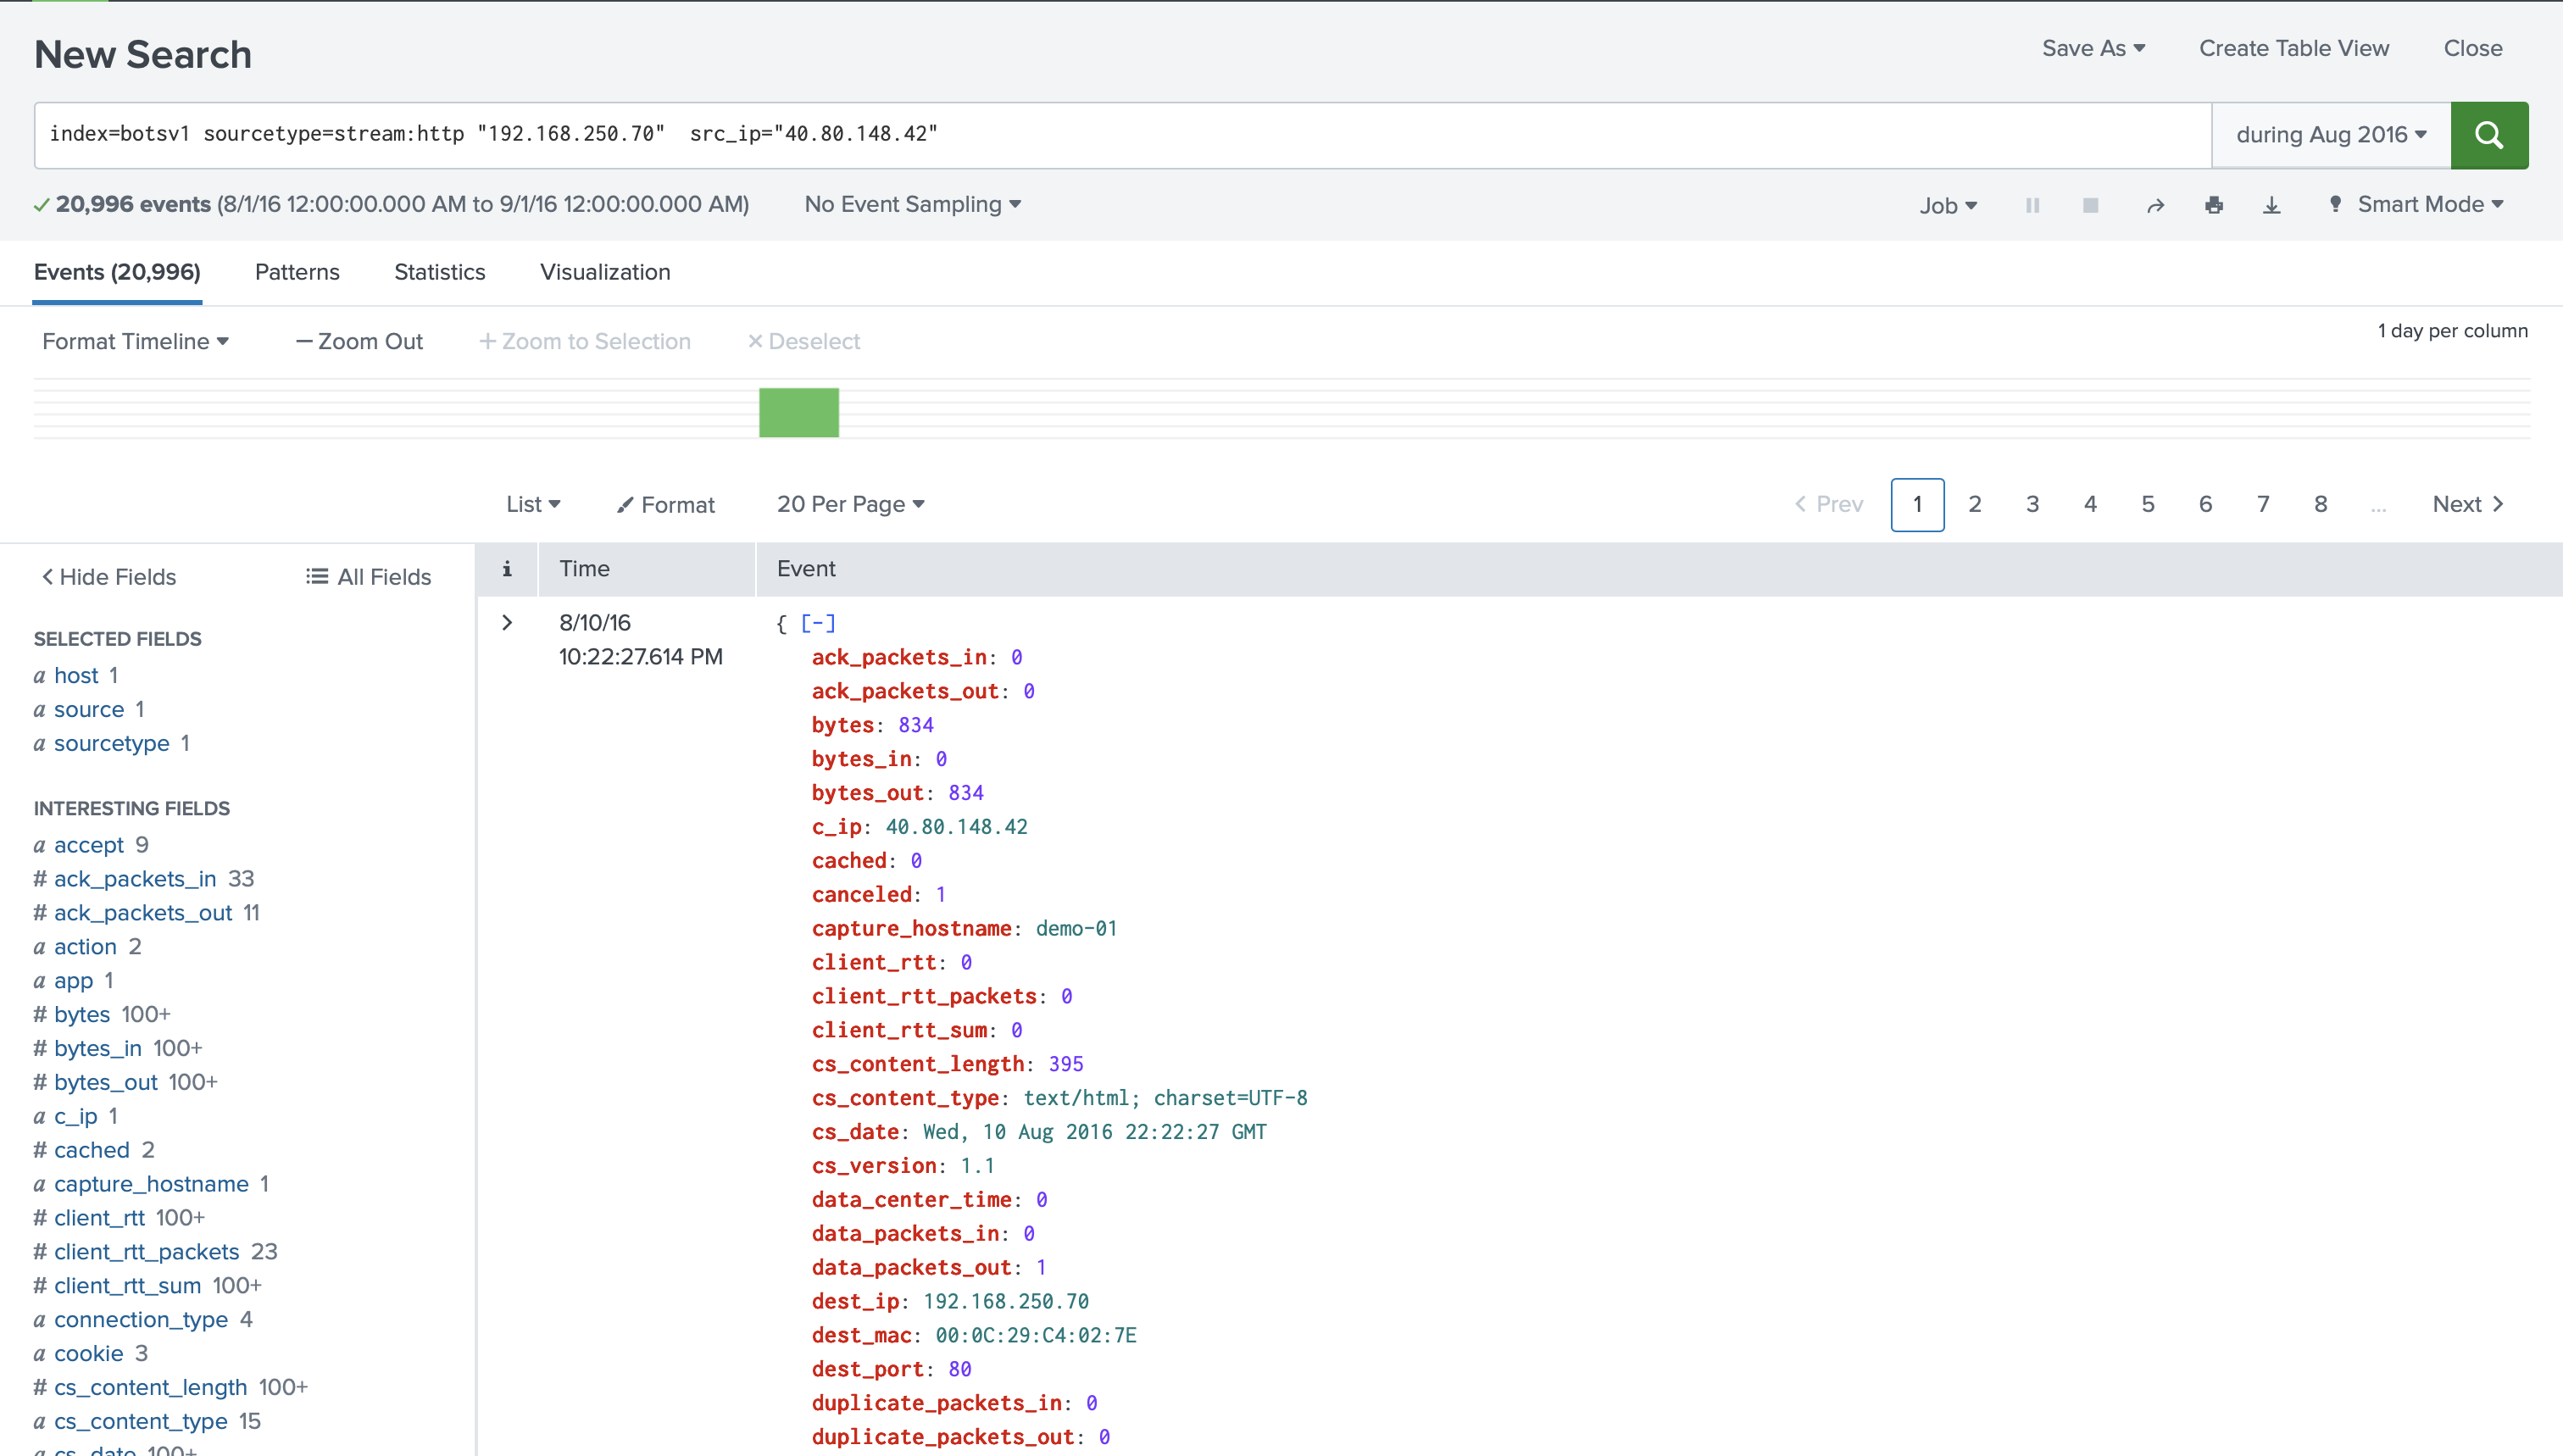 New Search
Save As
Create Table View
Close
index=botsv1 sourcetype=stream:http "192.168.250.70"  src_ip="40.80.148.42"
during Aug 2016
20,996 events (8/1/16 12:00:00.000 AM to 9/1/16 12:00:00.000 AM)
No Event Sampling
Job
Smart Mode
Events (20,996)
Patterns
Statistics
Visualization
Format Timeline
— Zoom Out
+ Zoom to Selection
× Deselect
1 day per column
List
Format
20 Per Page
< Prev
1
2
3
4
5
6
7
8
...
Next >
< Hide Fields
All Fields
SELECTED FIELDS
a host 1
a source 1
a sourcetype 1
INTERESTING FIELDS
a accept 9
# ack_packets_in 33
# ack_packets_out 11
a action 2
a app 1
# bytes 100+
# bytes_in 100+
# bytes_out 100+
a c_ip 1
# cached 2
a capture_hostname 1
# client_rtt 100+
# client_rtt_packets 23
# client_rtt_sum 100+
a connection_type 4
a cookie 3
# cs_content_length 100+
a cs_content_type 15
a cs_date 100+
i
Time
Event
>
8/10/16
10:22:27.614 PM
{ [-]
ack_packets_in: 0
ack_packets_out: 0
bytes: 834
bytes_in: 0
bytes_out: 834
c_ip: 40.80.148.42
cached: 0
canceled: 1
capture_hostname: demo-01
client_rtt: 0
client_rtt_packets: 0
client_rtt_sum: 0
cs_content_length: 395
cs_content_type: text/html; charset=UTF-8
cs_date: Wed, 10 Aug 2016 22:22:27 GMT
cs_version: 1.1
data_center_time: 0
data_packets_in: 0
data_packets_out: 1
dest_ip: 192.168.250.70
dest_mac: 00:0C:29:C4:02:7E
dest_port: 80
duplicate_packets_in: 0
duplicate_packets_out: 0